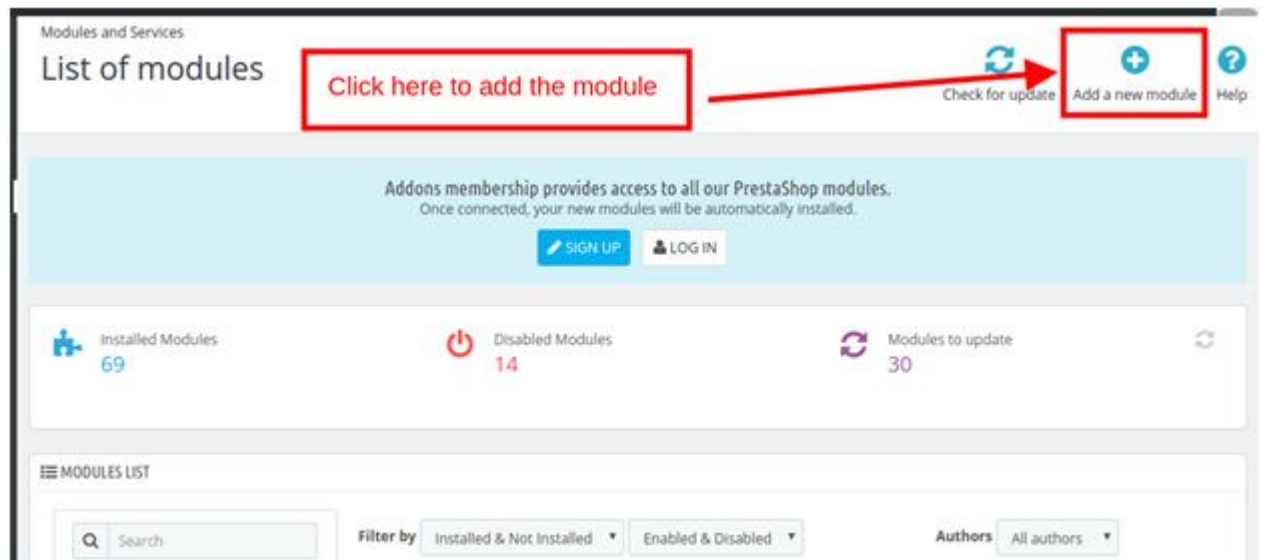 Modules and Services
List of modules
Click here to add the module
Check for update
Add a new module
Help
Addons membership provides access to all our PrestaShop modules.
Once connected, your new modules will be automatically installed.
SIGN UP
LOG IN
Installed Modules
69
Disabled Modules
14
Modules to update
30
MODULES LIST
Search
Filter by
Installed & Not Installed
Enabled & Disabled
Authors
All authors